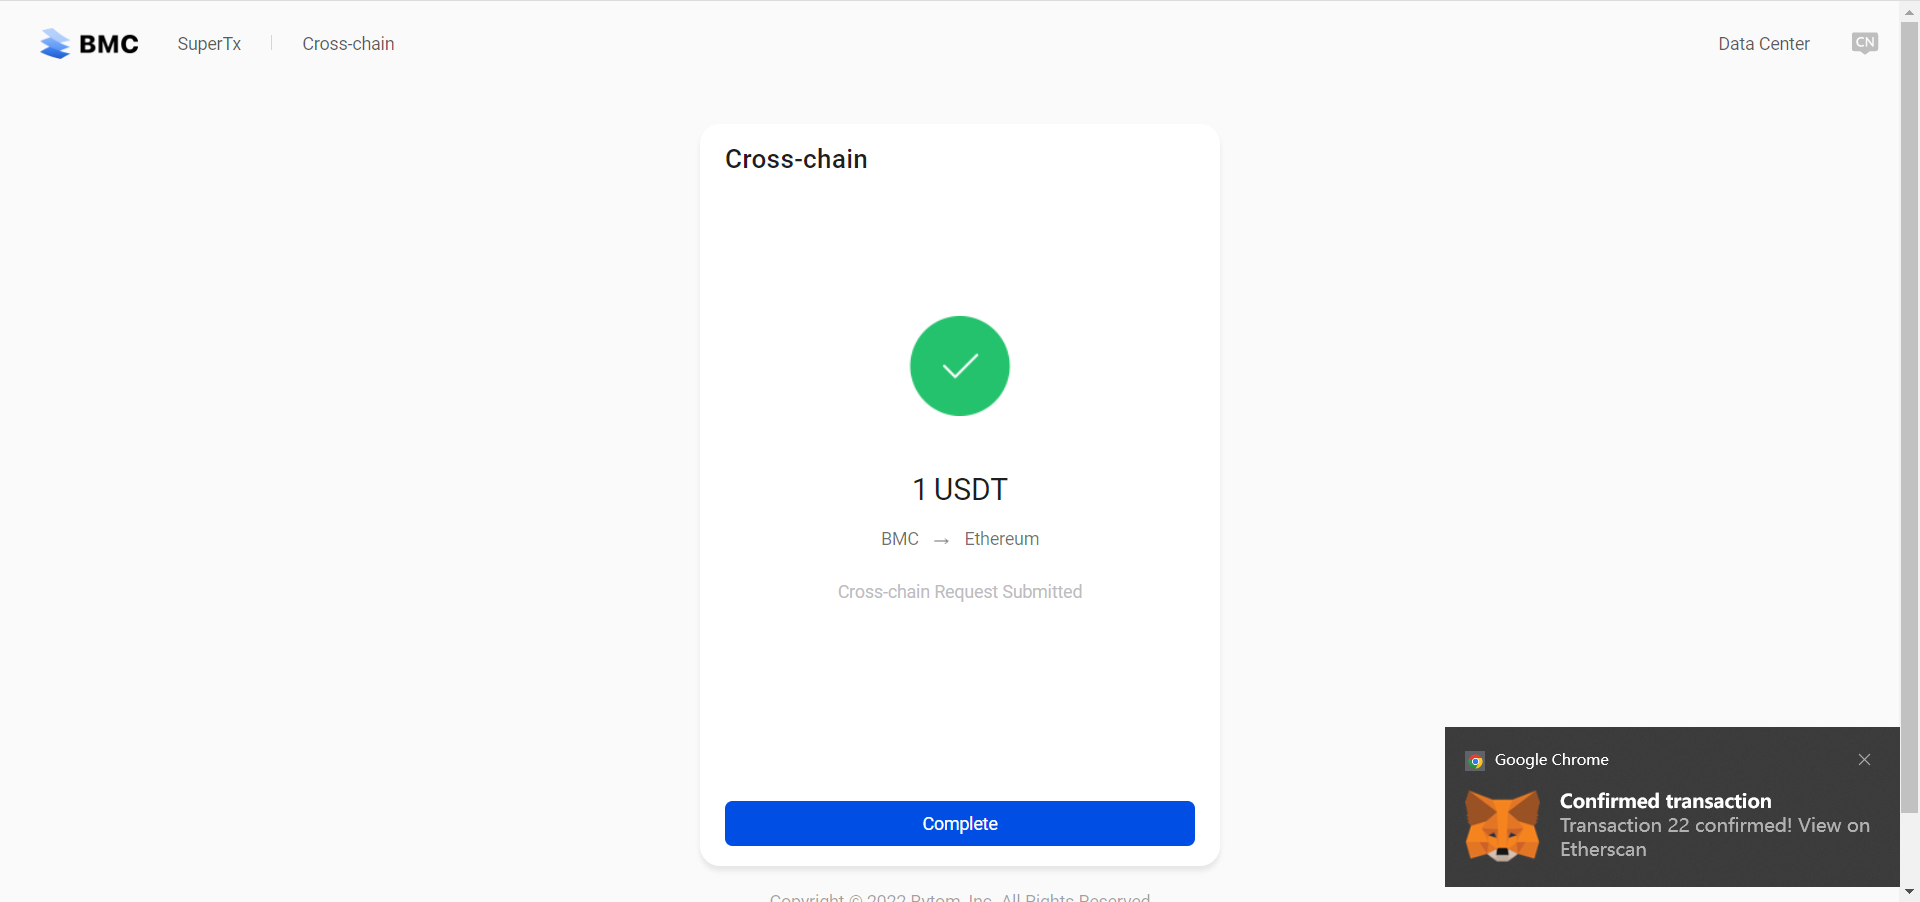 BMC
SuperTx
Cross-chain
Data Center
CN
Cross-chain
1 USDT
BMC → Ethereum
Cross-chain Request Submitted
Complete
Google Chrome
Confirmed transaction
Transaction 22 confirmed! View on
Etherscan
Copyright © 2022 Bytom, Inc. All Rights Reserved